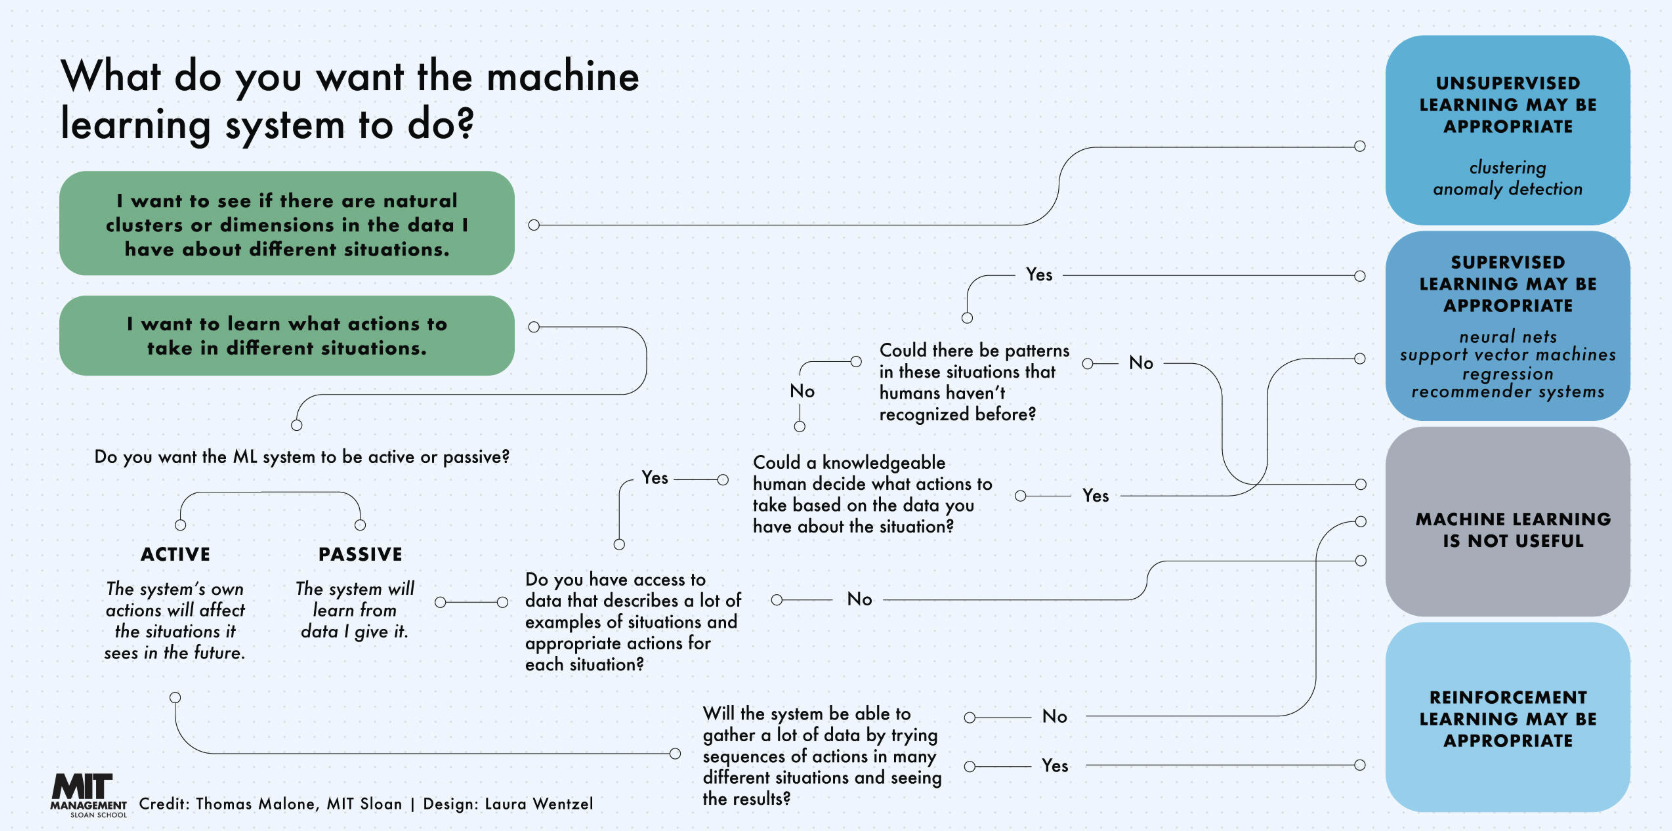 What do you want the machine
learning system to do?
I want to see if there are natural
clusters or dimensions in the data I
have about different situations.
I want to learn what actions to
take in different situations.
Do you want the ML system to be active or passive?
ACTIVE
The system's own
actions will affect
the situations it
sees in the future.
PASSIVE
The system will
learn from
data I give it.
Do you have access to
data that describes a lot of
examples of situations and
appropriate actions for
each situation?
Yes
No
Could a knowledgeable
human decide what actions to
take based on the data you
have about the situation?
No
Yes
Could there be patterns
in these situations that
humans haven't
recognized before?
Yes
No
Will the system be able to
gather a lot of data by trying
sequences of actions in many
different situations and seeing
the results?
No
Yes
UNSUPERVISED
LEARNING MAY BE
APPROPRIATE
clustering
anomaly detection
SUPERVISED
LEARNING MAY BE
APPROPRIATE
neural nets
support vector machines
regression
recommender systems
MACHINE LEARNING
IS NOT USEFUL
REINFORCEMENT
LEARNING MAY BE
APPROPRIATE
MIT
MANAGEMENT
SLOAN SCHOOL
Credit: Thomas Malone, MIT Sloan | Design: Laura Wentzel